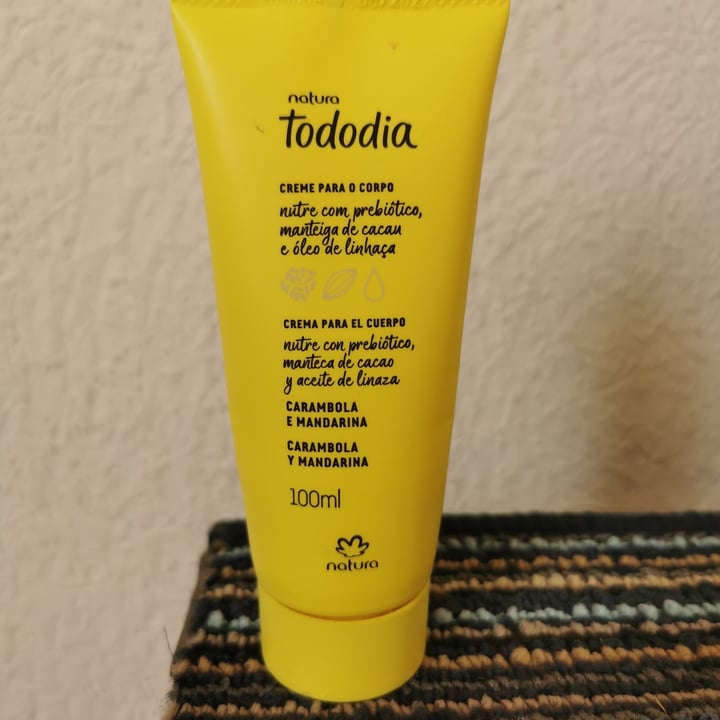 natura
tododia
CREME PARA O CORPO
nutre com prebiótico,
manteiga de cacau
e óleo de linhaça
CREMA PARA EL CUERPO
nutre con prebiótico,
manteca de cacao
y aceite de linaza
CARAMBOLA
E MANDARINA
CARAMBOLA
Y MANDARINA
100ml
natura